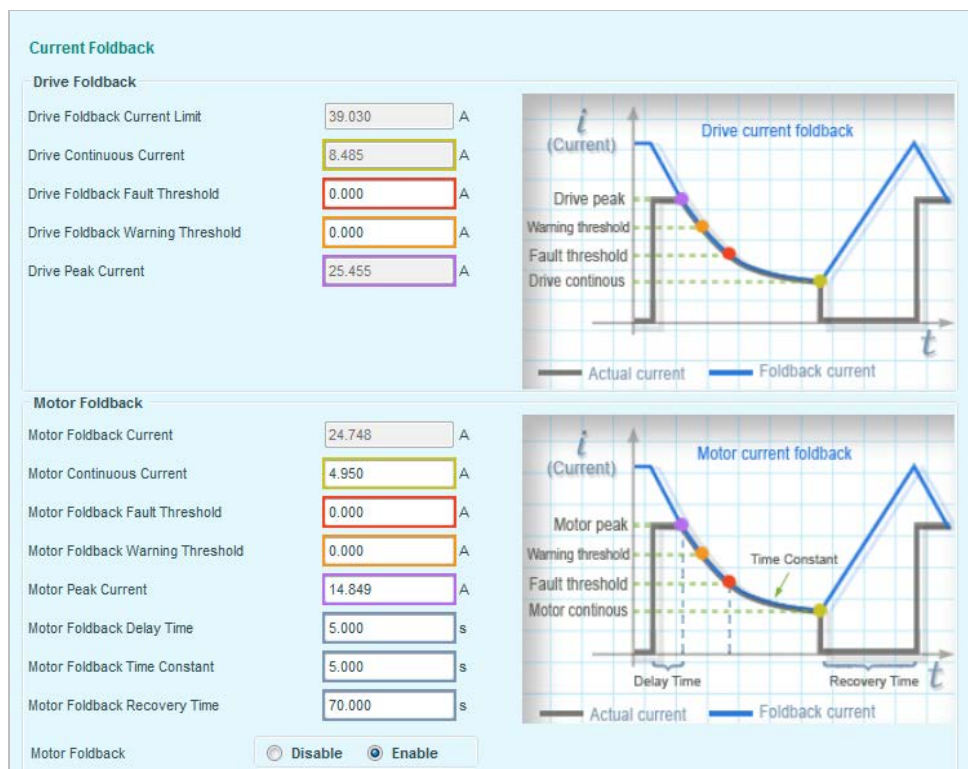 Current Foldback
Drive Foldback
Drive Foldback Current Limit 39.030 A
Drive Continuous Current 8.485 A
Drive Foldback Fault Threshold 0.000 A
Drive Foldback Warning Threshold 0.000 A
Drive Peak Current 25.455 A
i
(Current)
Drive current foldback
Drive peak
Warning threshold
Fault threshold
Drive continous
t
Actual current Foldback current
Motor Foldback
Motor Foldback Current 24.748 A
Motor Continuous Current 4.950 A
Motor Foldback Fault Threshold 0.000 A
Motor Foldback Warning Threshold 0.000 A
Motor Peak Current 14.849 A
Motor Foldback Delay Time 5.000 s
Motor Foldback Time Constant 5.000 s
Motor Foldback Recovery Time 70.000 s
Motor Foldback Disable Enable
i
(Current)
Motor current foldback
Motor peak
Warning threshold
Time Constant
Fault threshold
Motor continous
Delay Time Recovery Time t
Actual current Foldback current